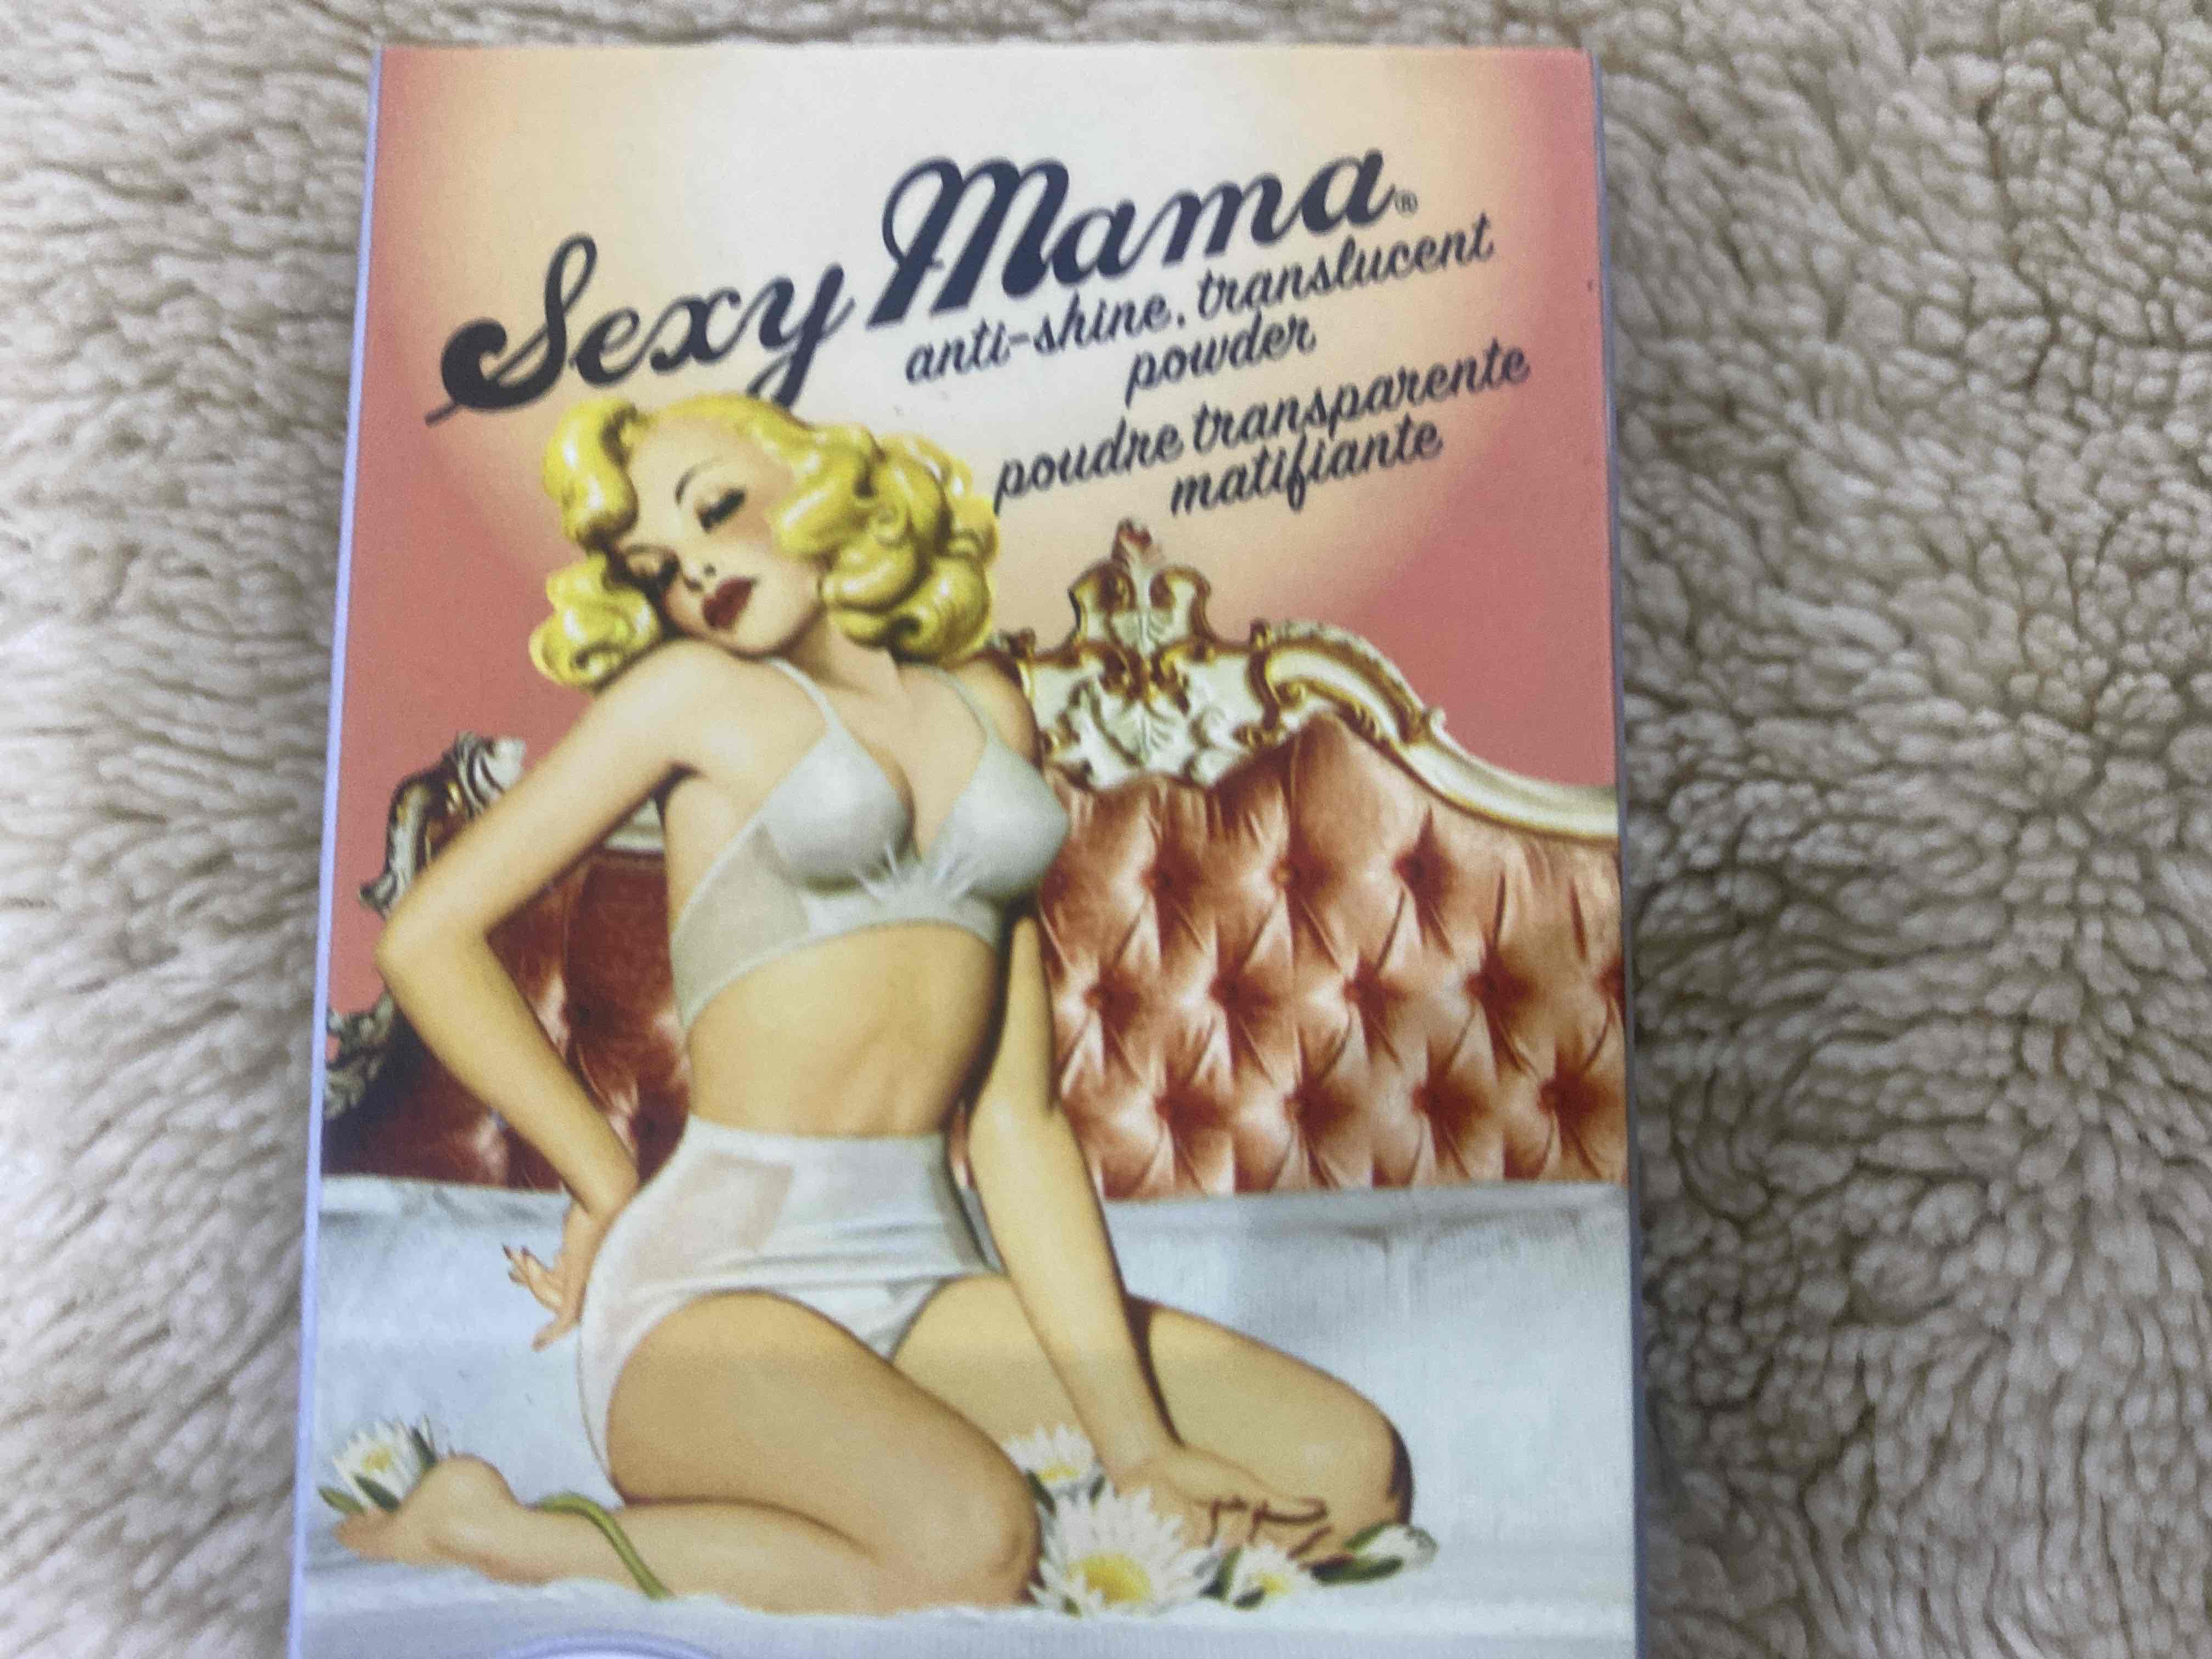 Sexy Mama®
anti-shine, translucent
powder
poudre transparente
matifiante